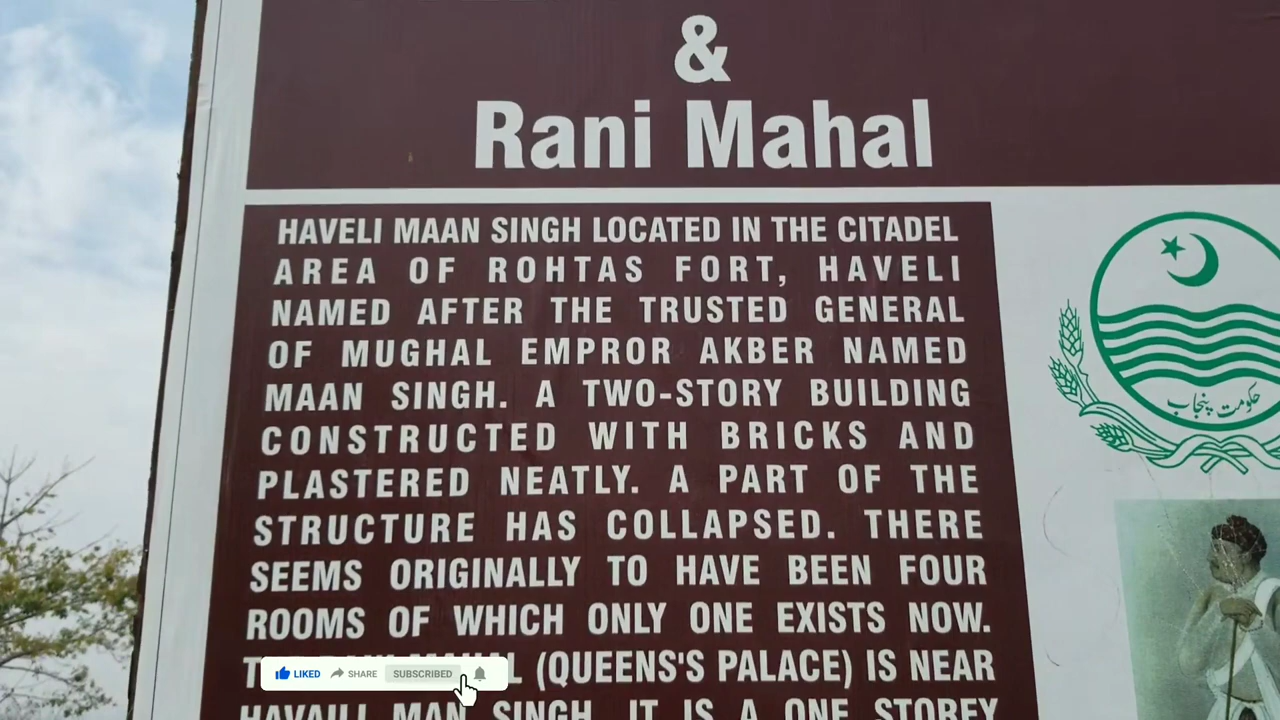 &
Rani Mahal
HAVELI MAAN SINGH LOCATED IN THE CITADEL
AREA OF ROHTAS FORT, HAVELI
NAMED AFTER THE TRUSTED GENERAL
OF MUGHAL EMPROR AKBER NAMED
MAAN SINGH. A TWO-STORY BUILDING
CONSTRUCTED WITH BRICKS AND
PLASTERED NEATLY. A PART OF THE
STRUCTURE HAS COLLAPSED. THERE
SEEMS ORIGINALLY TO HAVE BEEN FOUR
ROOMS OF WHICH ONLY ONE EXISTS NOW.
(QUEENS'S PALACE) IS NEAR
HAVAILI MAN SINGH. IT IS A ONE STOREY
حکومت پنجاب
LIKED SHARE SUBSCRIBED